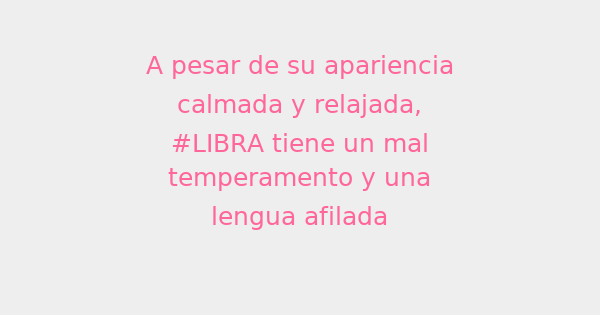 A pesar de su apariencia
calmada y relajada,
#LIBRA tiene un mal
temperamento y una
lengua afilada